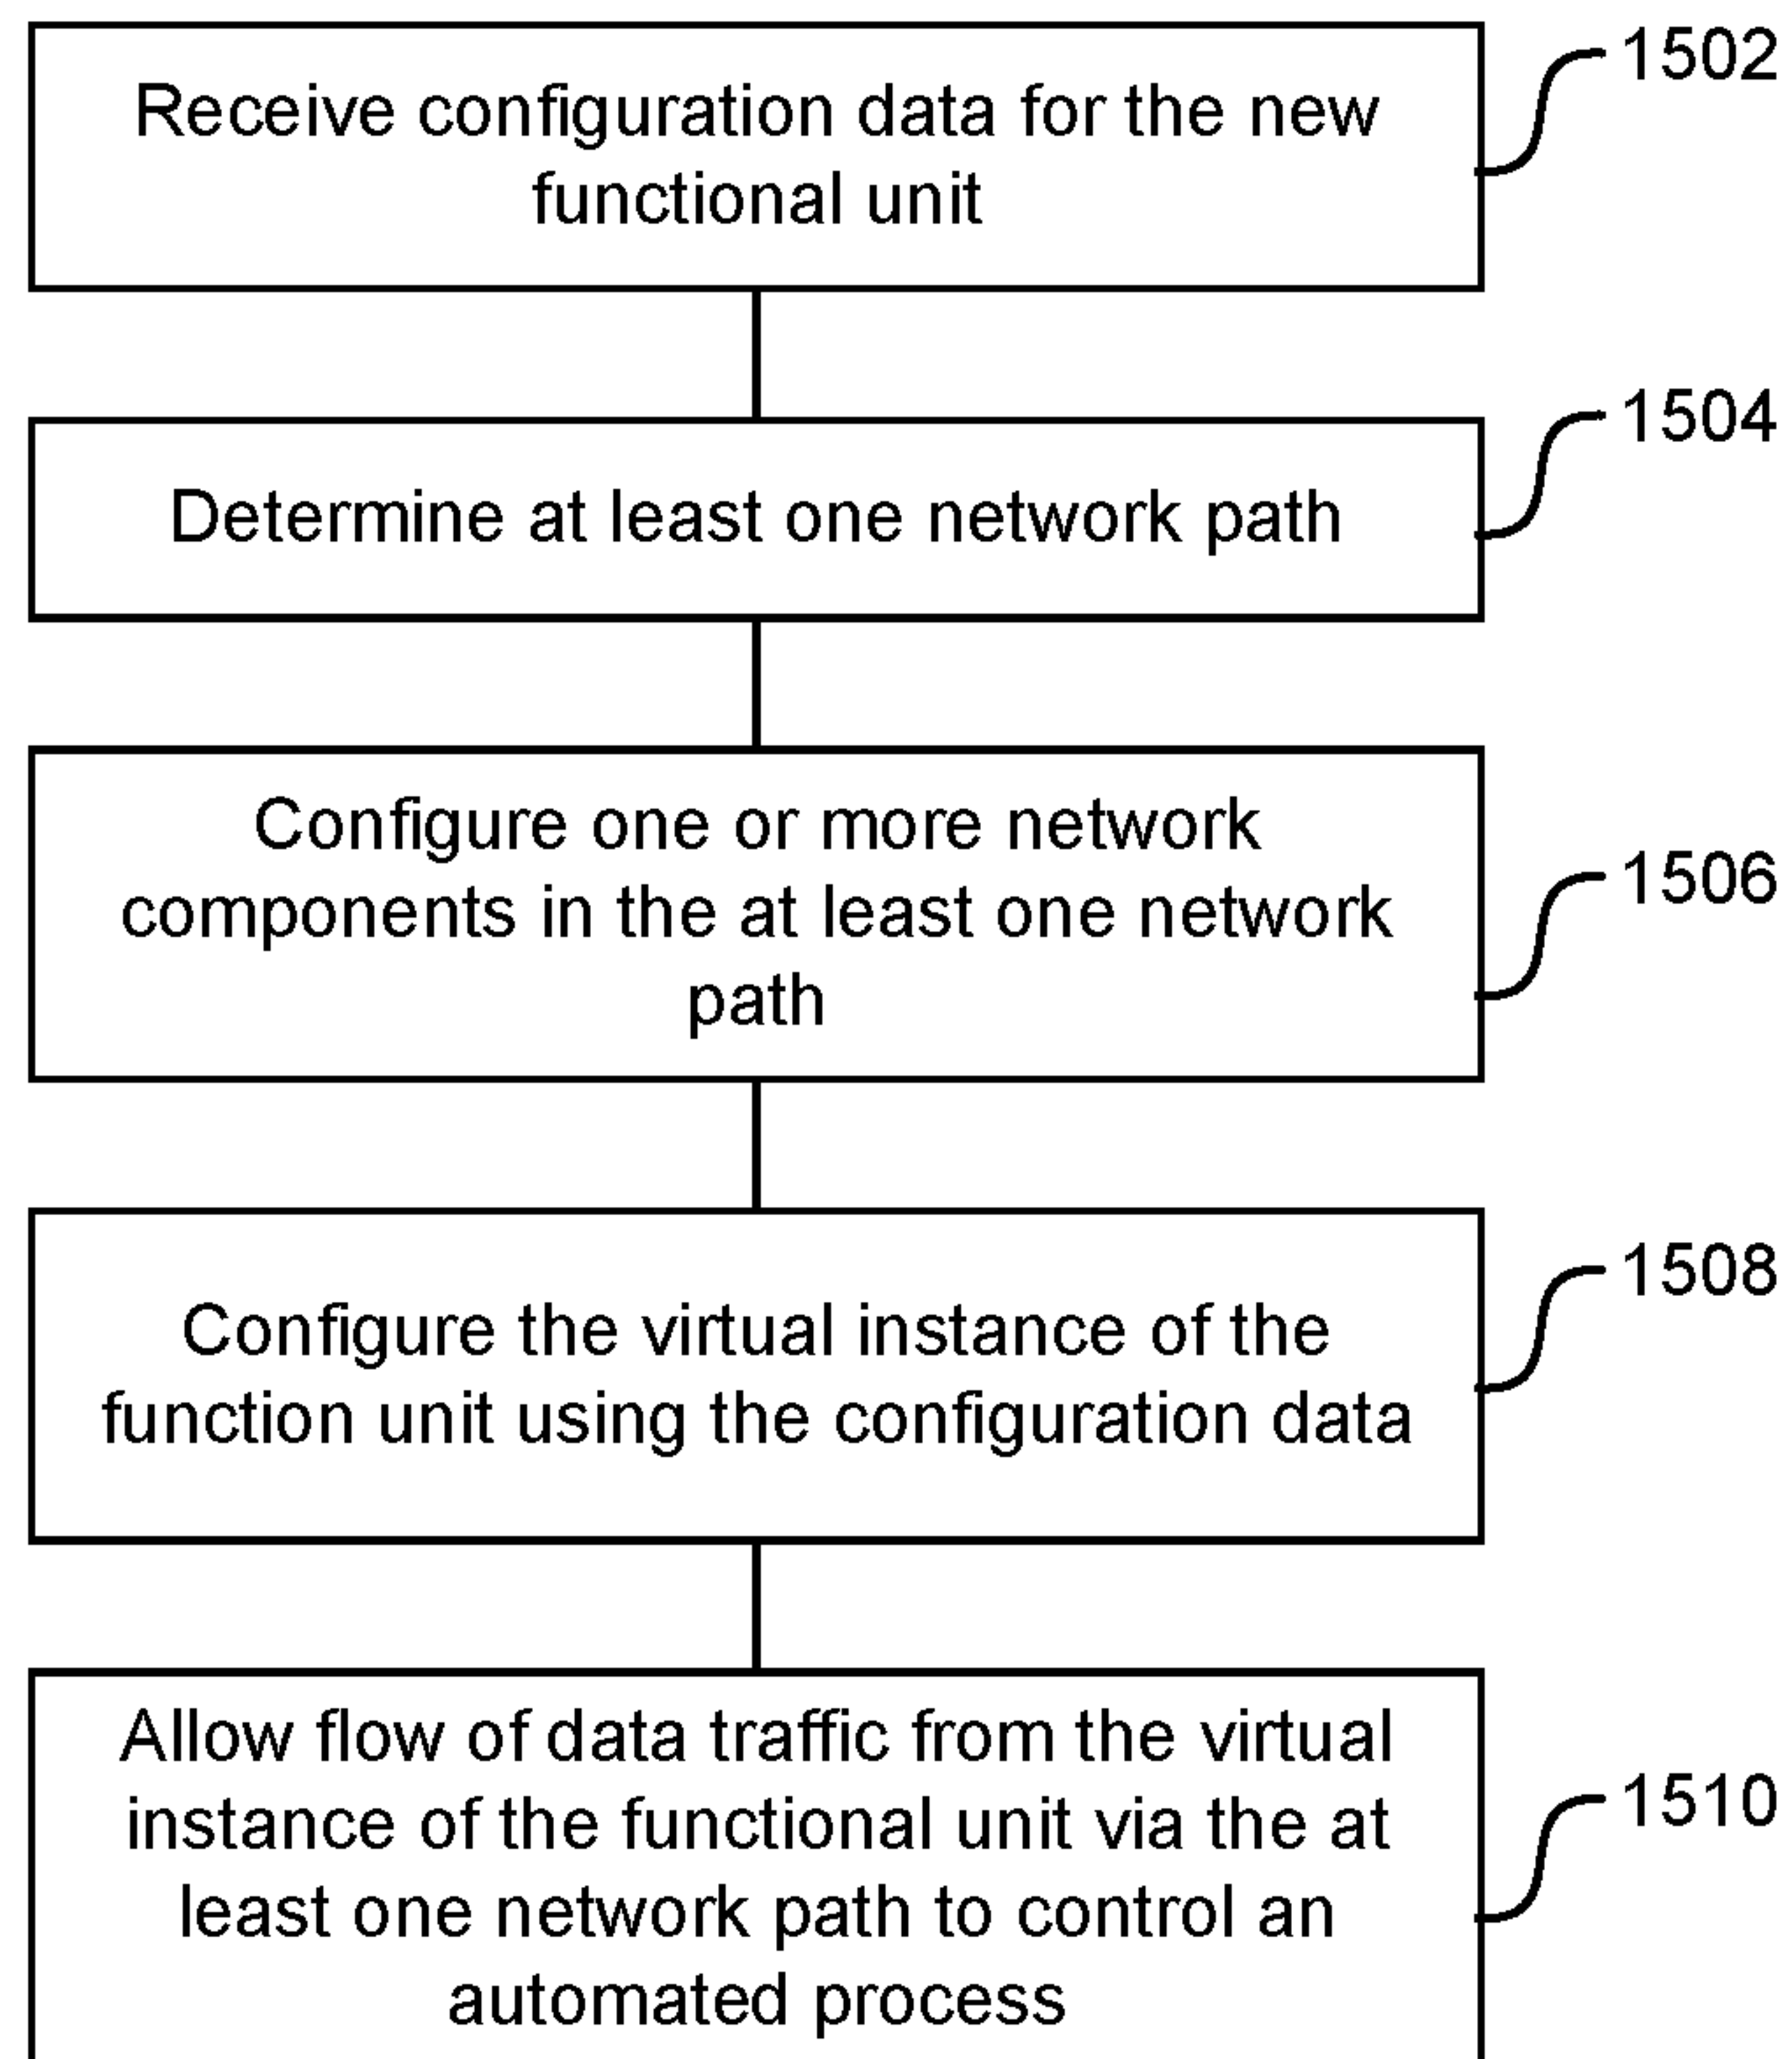 Receive configuration data for the new
functional unit
1502
Determine at least one network path
1504
Configure one or more network
components in the at least one network
path
1506
Configure the virtual instance of the
function unit using the configuration data
1508
Allow flow of data traffic from the virtual
instance of the functional unit via the at
least one network path to control an
automated process
1510